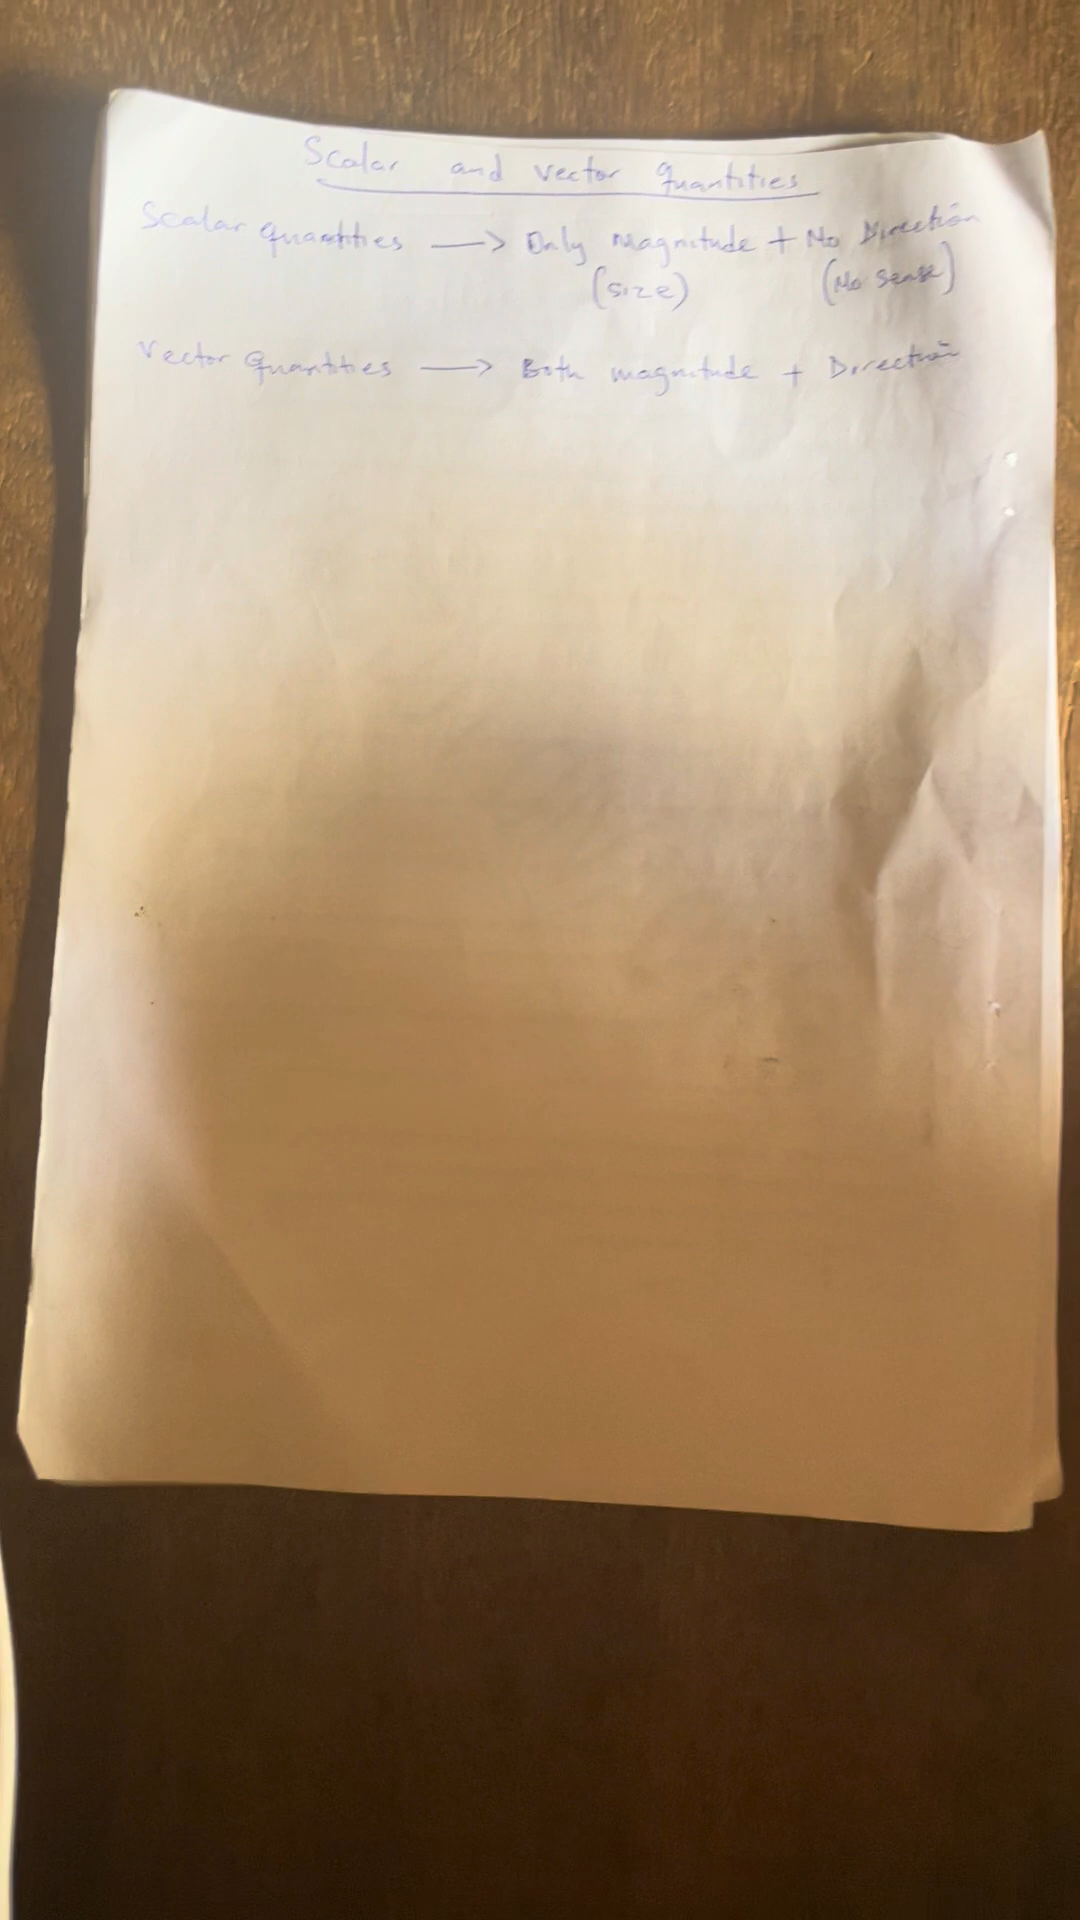 Scalar and vector Quantities
Scalar Quantities → Only Magnitude + No Direction
(size) (No sense)
Vector Quantities → Both magnitude + Direction